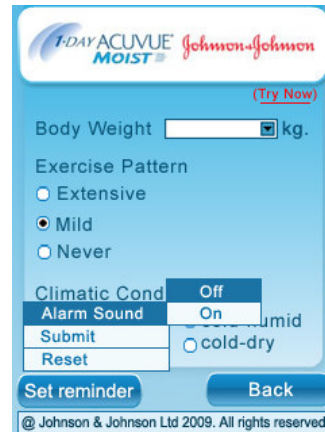 1·DAY ACUVUE®
MOIST
Johnson & Johnson
(Try Now)
Body Weight kg.
Exercise Pattern
Extensive
Mild
Never
Climatic Cond
Off
Alarm Sound On
humid
Submit
cold-dry
Reset
Set reminder Back
@ Johnson & Johnson Ltd 2009. All rights reserved